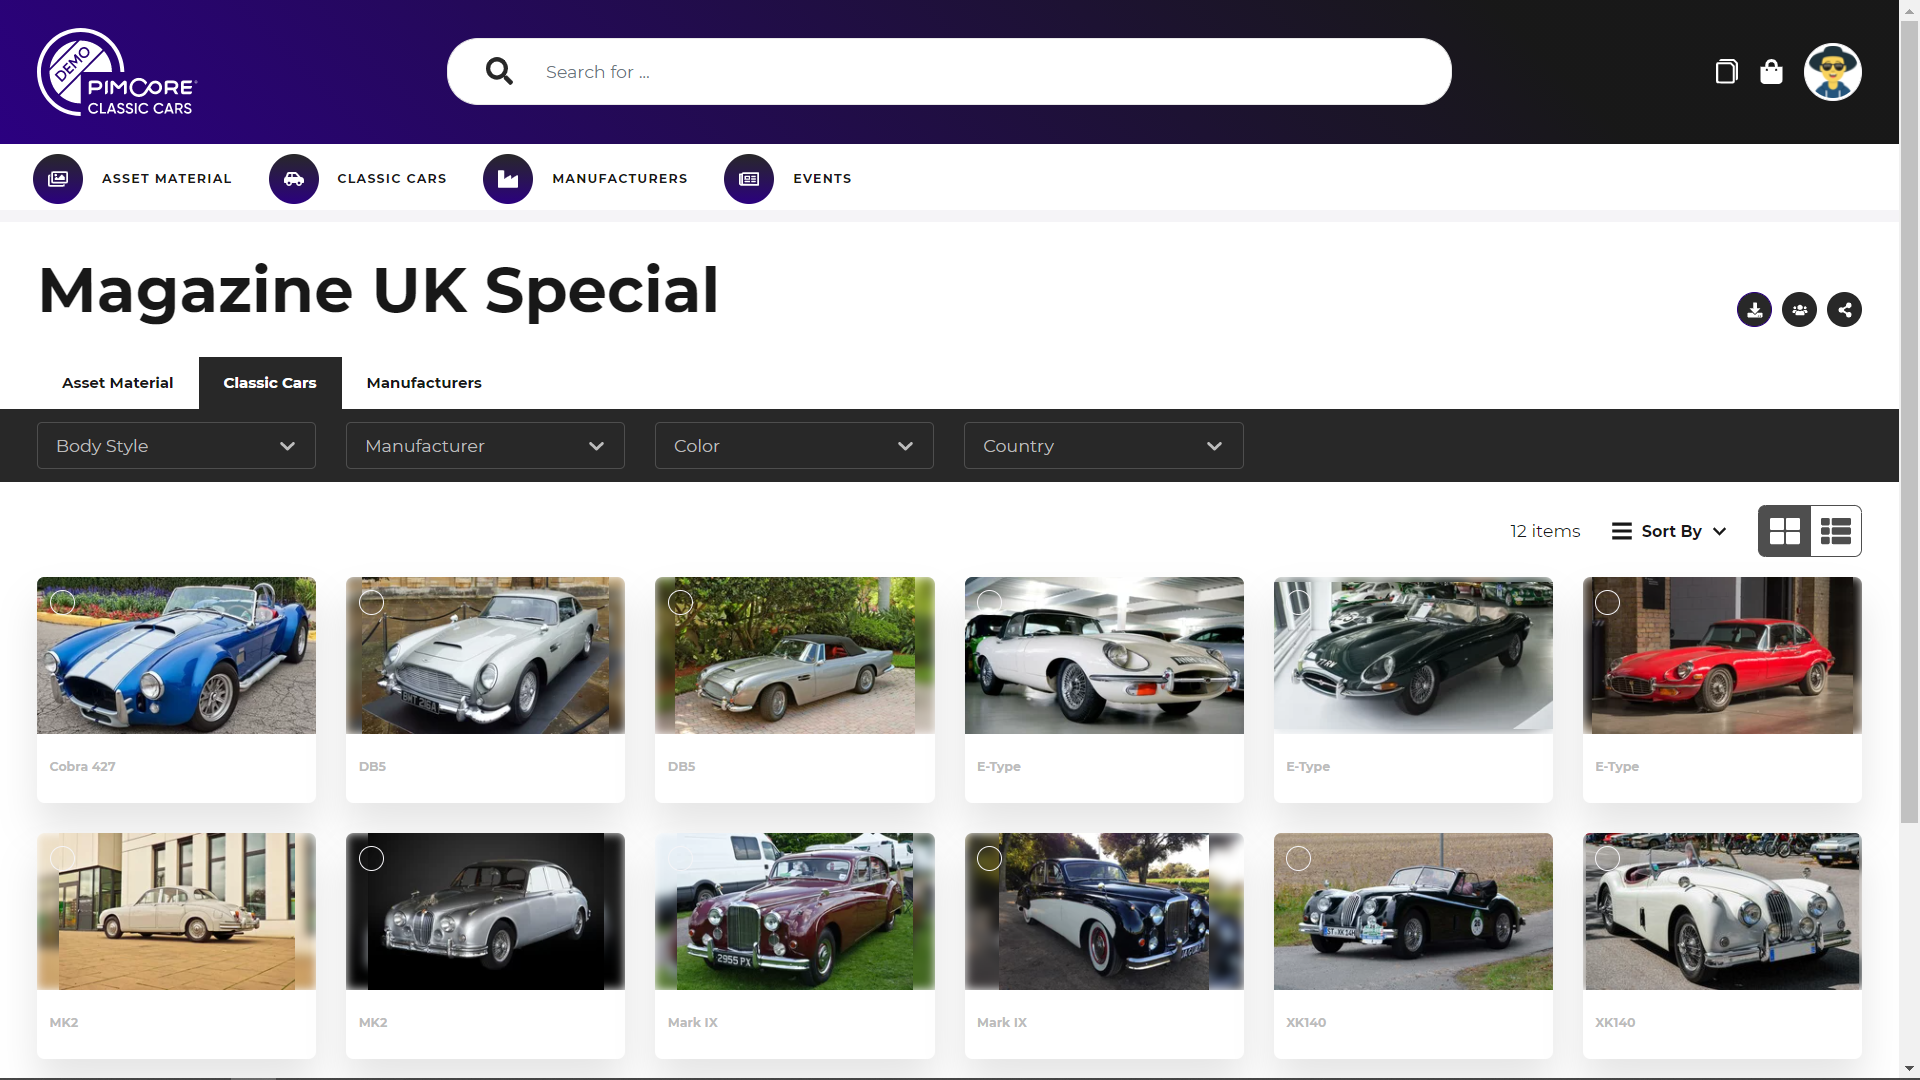 DEMO
PIMCORE
CLASSIC CARS
Search for ...
ASSET MATERIAL
CLASSIC CARS
MANUFACTURERS
EVENTS
Magazine UK Special
Asset Material
Classic Cars
Manufacturers
Body Style
Manufacturer
Color
Country
12 items
Sort By
Cobra 427
DB5
DB5
E-Type
E-Type
E-Type
2955 PX
MK2
MK2
Mark IX
Mark IX
XK140
XK140